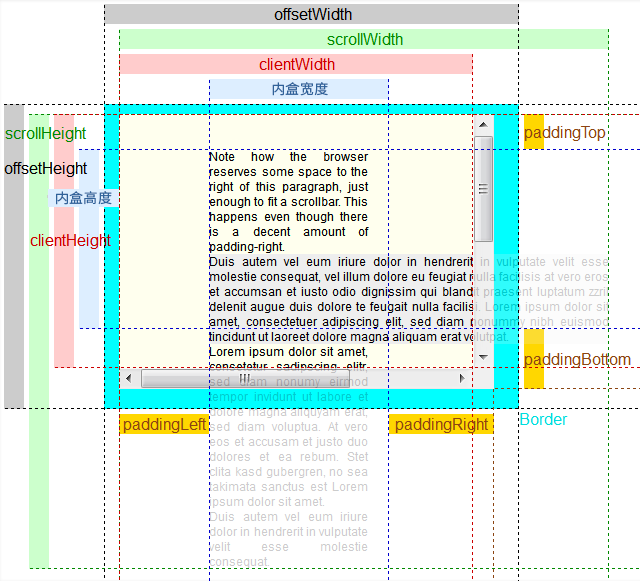 offsetWidth
scrollWidth
clientWidth
内盒宽度
scrollHeight
offsetHeight
内盒高度
clientHeight
paddingTop
Note how the browser
reserves some space to the
right of this paragraph, just
enough to fit a scrollbar. This
happens even though there
is a decent amount of
padding-right.
Duis autem vel eum iriure dolor in hendrerit in vulputate velit esse
molestie consequat, vel illum dolore eu feugiat nulla facilisis at vero eros
et accumsan et iusto odio dignissim qui blandit praesent luptatum zzril
delenit augue duis dolore te feugait nulla facilisi. Lorem ipsum dolor sit
amet, consectetuer adipiscing elit, sed diam nonummy nibh euismod
tincidunt ut laoreet dolore magna aliquam erat volutpat.
Lorem ipsum dolor sit amet,
consetetur sadipscing elitr,
sed diam nonumy eirmod
tempor invidunt ut labore et
dolore magna aliquyam erat,
sed diam voluptua. At vero
eos et accusam et justo duo
dolores et ea rebum. Stet
clita kasd gubergren, no sea
takimata sanctus est Lorem
ipsum dolor sit amet.
Duis autem vel eum iriure
dolor in hendrerit in vulputate
velit esse molestie
consequat.
paddingBottom
paddingLeft
paddingRight
Border